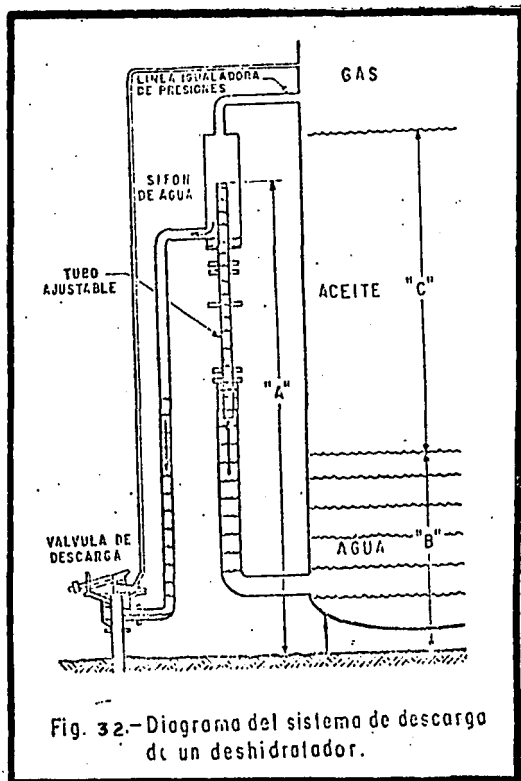 GAS
LINEA IGUALADORA
DE PRESIONES
SIFON
DE AGUA
TUBO
AJUSTABLE
ACEITE
"C"
"A"
VALVULA DE
DESCARGA
AGUA
"B"
Fig. 32.-Diagrama del sistema de descarga
de un deshidratador.